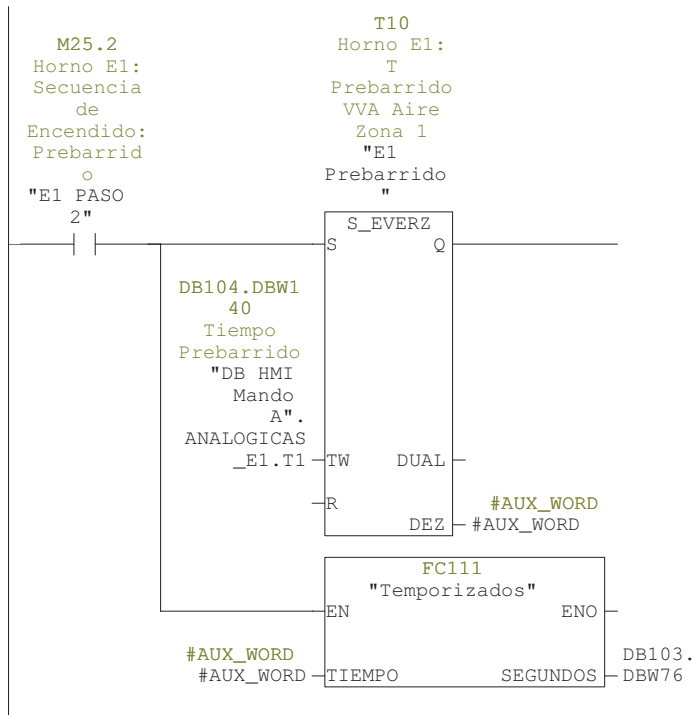 M25.2
Horno E1:
Secuencia
de
Encendido:
Prebarrid
o
"E1 PASO
2"
T10
Horno E1:
T
Prebarrido
VVA Aire
Zona 1
"E1
Prebarrido
"
S_EVERZ
S
Q
DB104.DBW1
40
Tiempo
Prebarrido
"DB HMI
Mando
A".
ANALOGICAS
_E1.T1
TW
DUAL
R
#AUX_WORD
DEZ
#AUX_WORD
FC111
"Temporizados"
EN
ENO
#AUX_WORD
#AUX_WORD
TIEMPO
SEGUNDOS
DB103.
DBW76